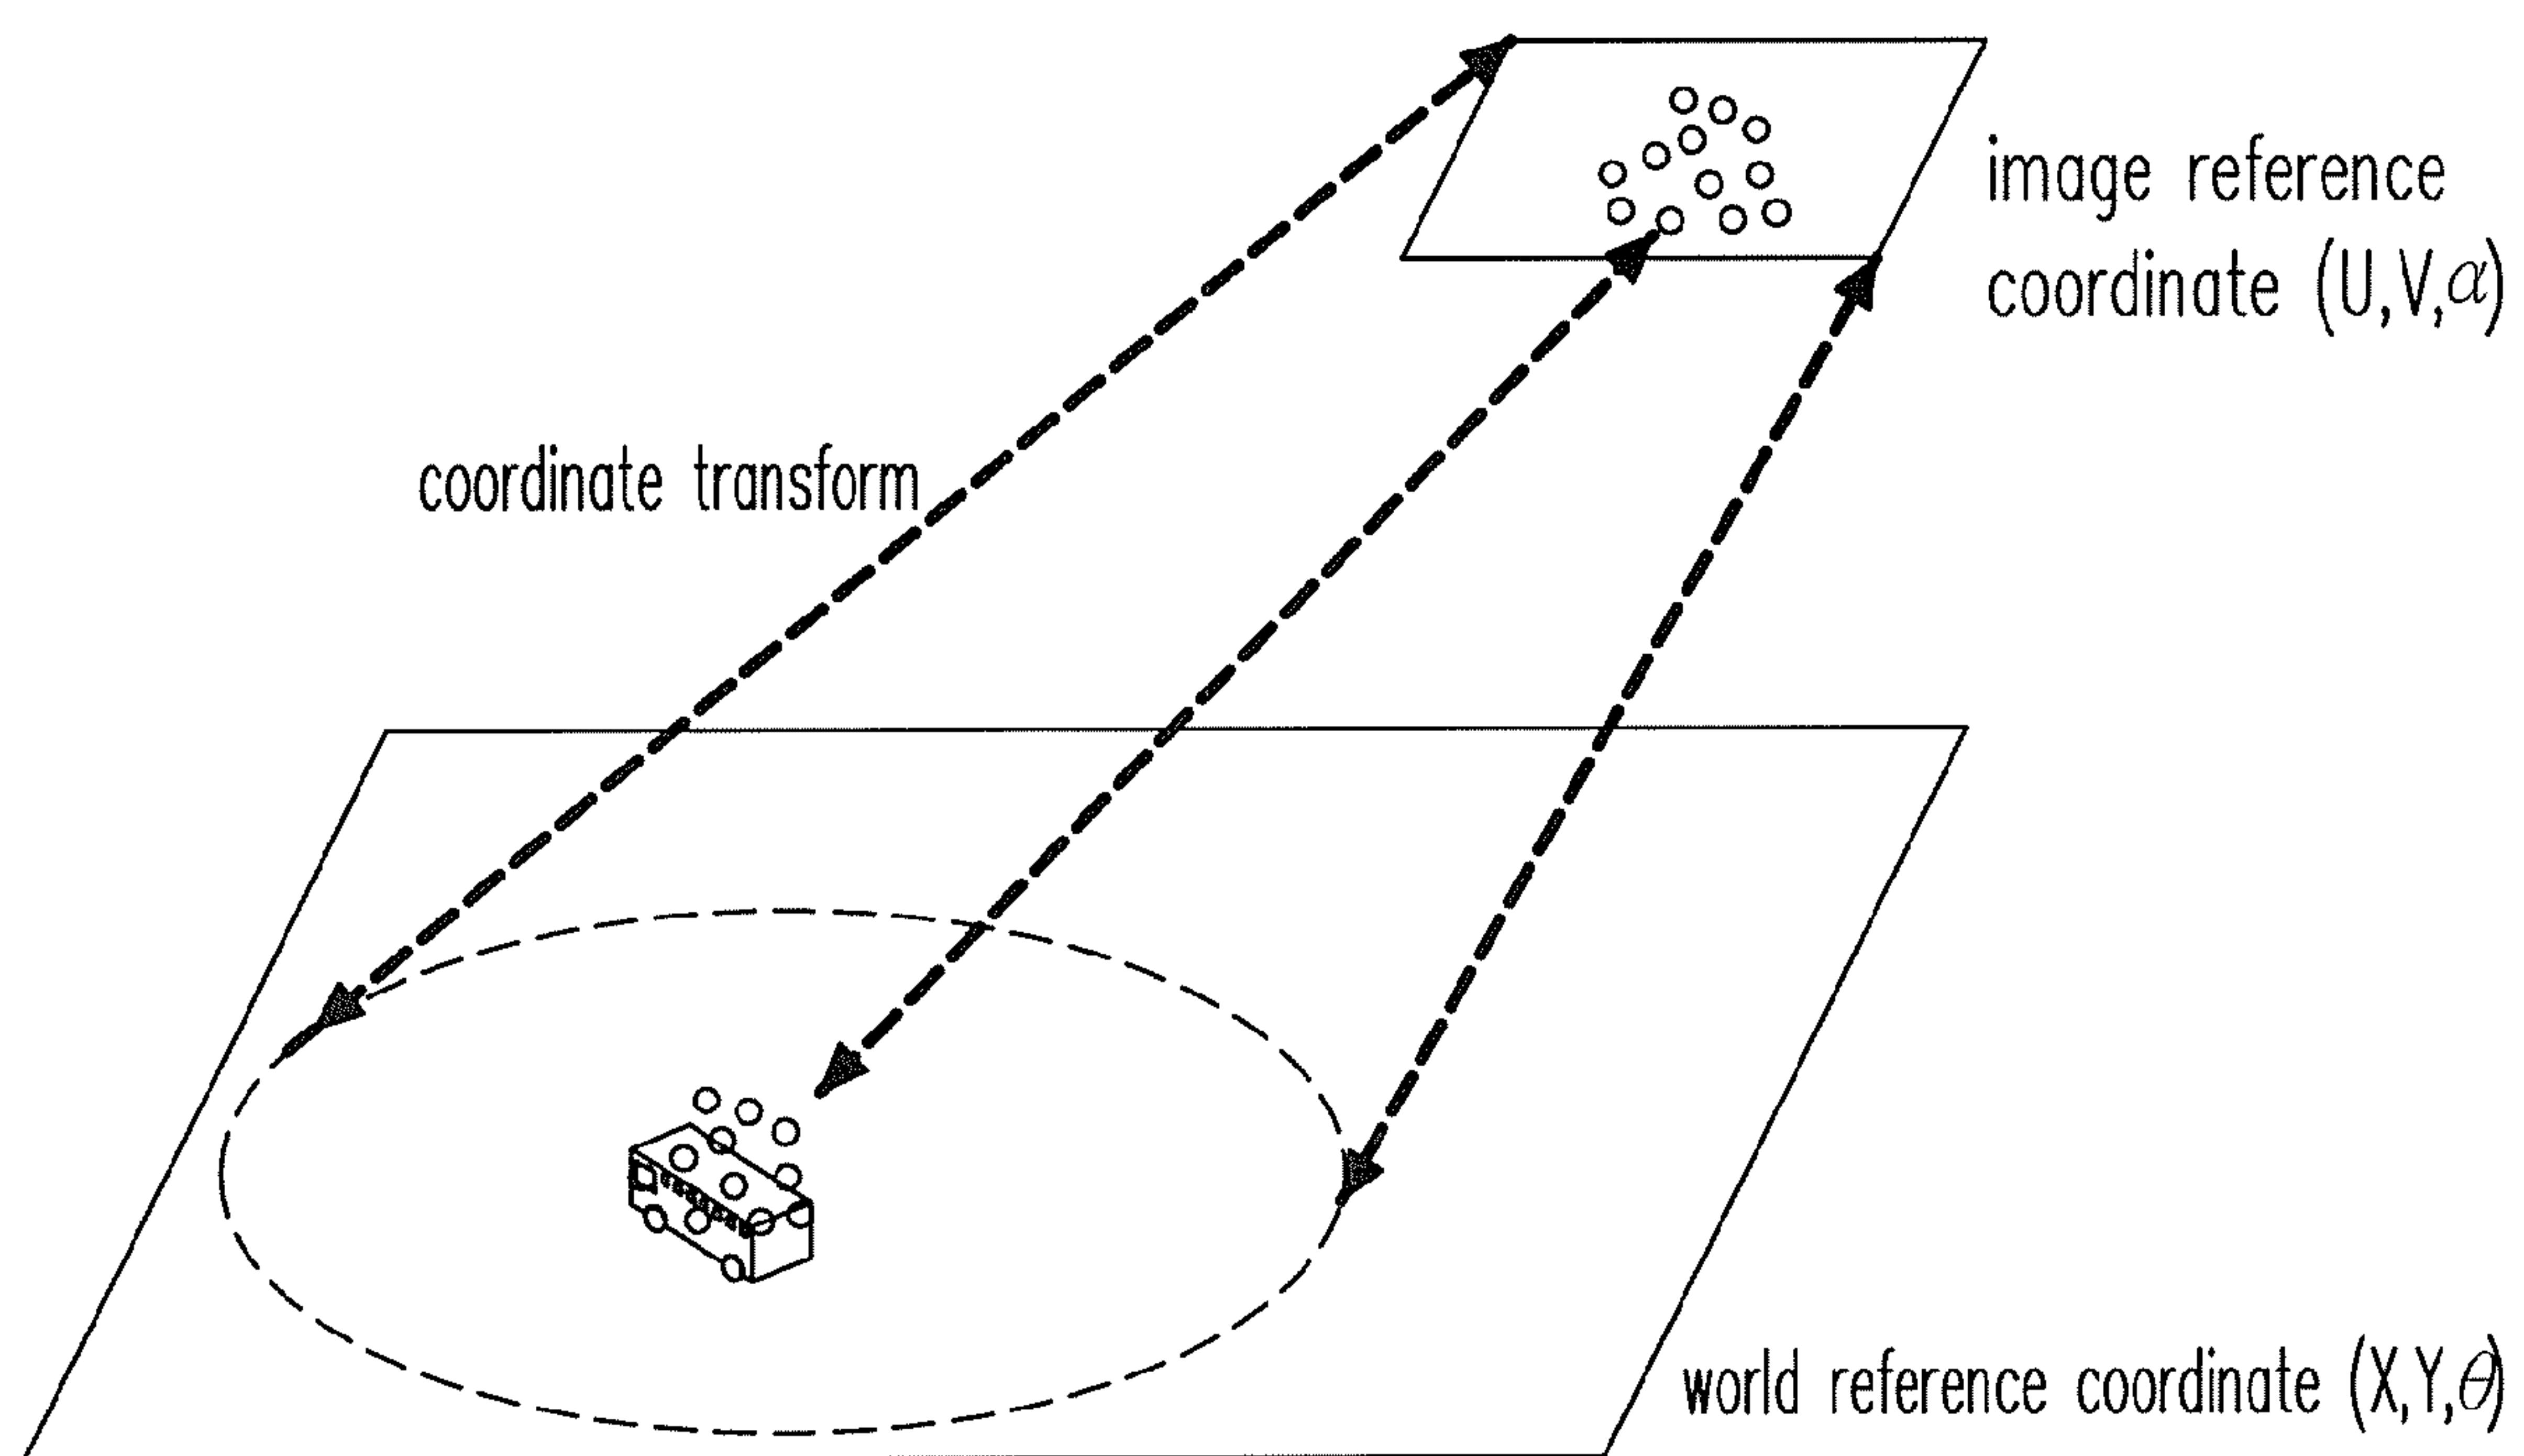 image reference
coordinate (U,V,α)
coordinate transform
world reference coordinate (X,Y,θ)